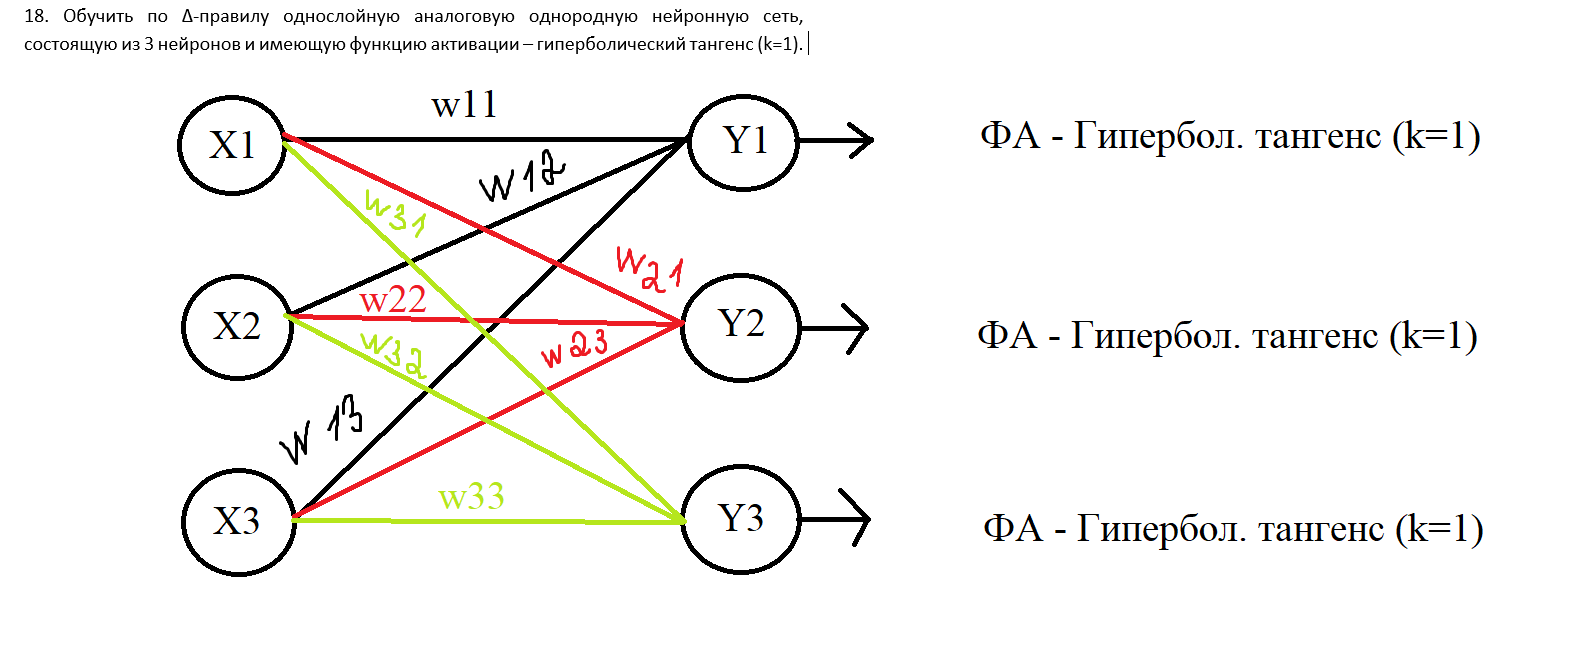 18. Обучить по Δ-правилу однослойную аналоговую однородную нейронную сеть,
состоящую из 3 нейронов и имеющую функцию активации – гиперболический тангенс (k=1).
w11
X1
Y1
ФА - Гипербол. тангенс (k=1)
w12
w31
w21
w22
X2
Y2
ФА - Гипербол. тангенс (k=1)
w32
w23
w13
w33
X3
Y3
ФА - Гипербол. тангенс (k=1)